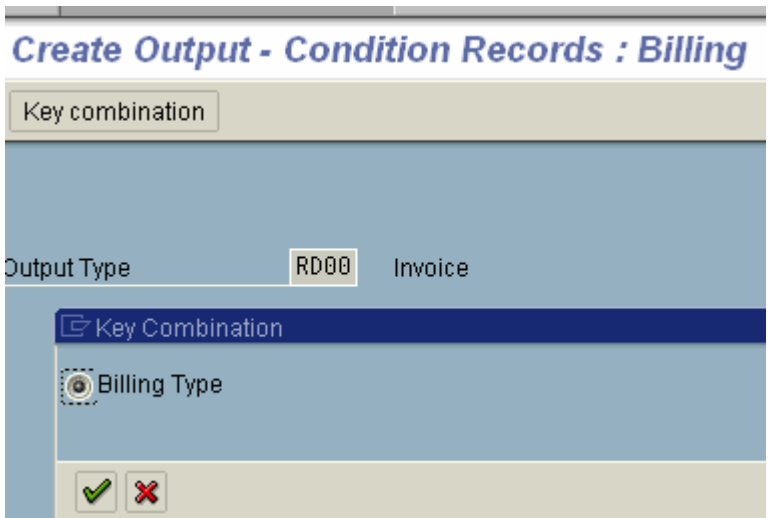 Create Output - Condition Records : Billing
Key combination
Output Type RD00 Invoice
Key Combination
Billing Type